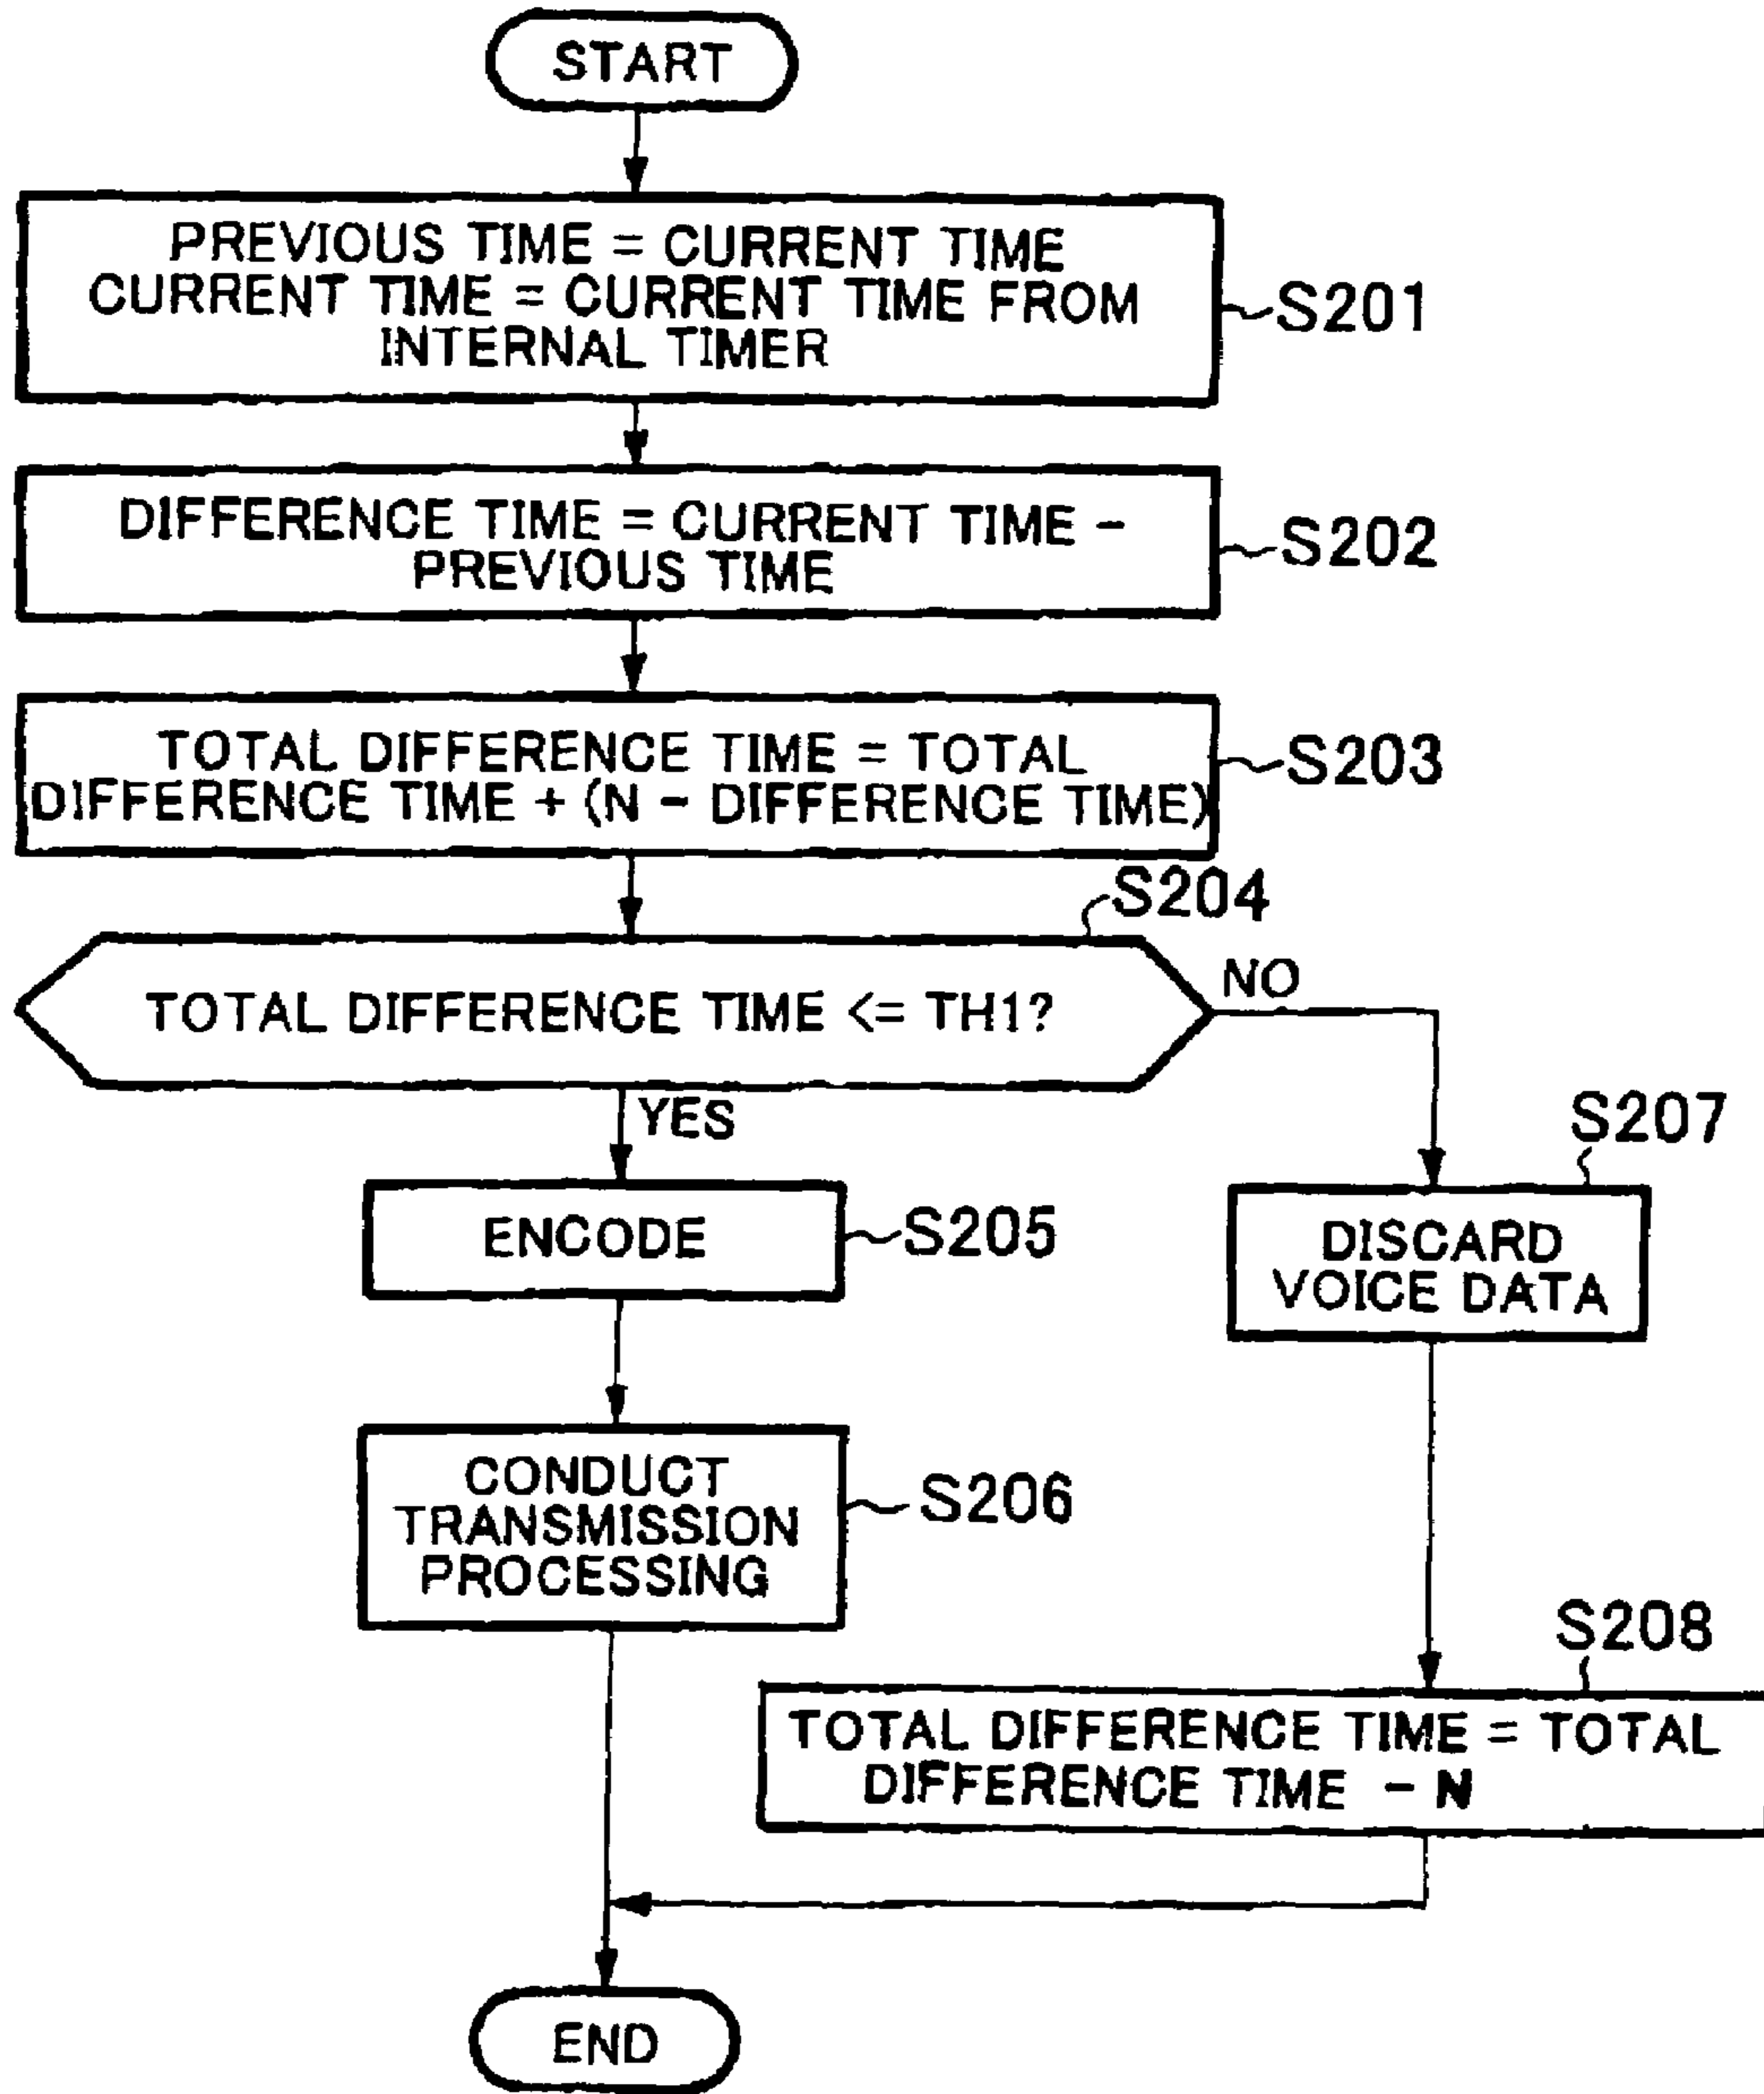 START
PREVIOUS TIME = CURRENT TIME
CURRENT TIME = CURRENT TIME FROM
INTERNAL TIMER
S201
DIFFERENCE TIME = CURRENT TIME -
PREVIOUS TIME
S202
TOTAL DIFFERENCE TIME = TOTAL
DIFFERENCE TIME + (N - DIFFERENCE TIME)
S203
S204
TOTAL DIFFERENCE TIME <= TH1?
NO
YES
S207
ENCODE
S205
DISCARD
VOICE DATA
CONDUCT
TRANSMISSION
PROCESSING
S206
S208
TOTAL DIFFERENCE TIME = TOTAL
DIFFERENCE TIME - N
END